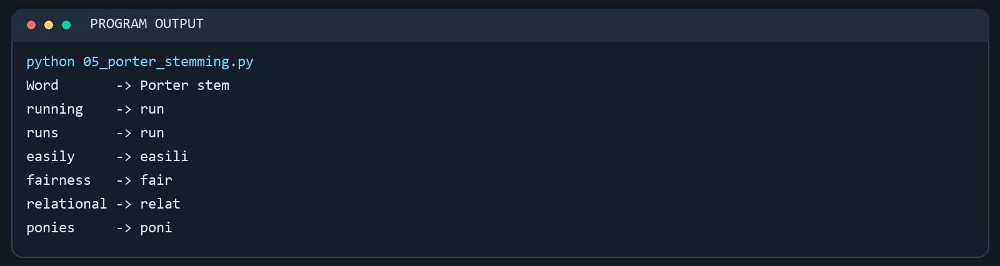 PROGRAM OUTPUT
python 05_porter_stemming.py
Word       -> Porter stem
running    -> run
runs       -> run
easily     -> easili
fairness   -> fair
relational -> relat
ponies     -> poni